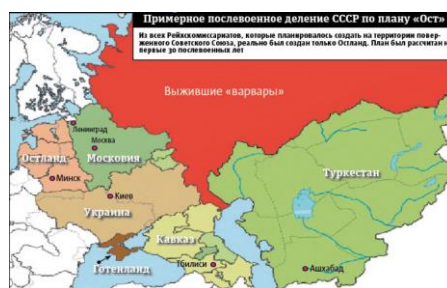 Примерное послевоенное деление СССР по плану «Ост»
Из всех Рейхскомиссариатов, которые планировалось создать на территории повер-
женного Советского Союза, реально был создан только Остланд. План был рассчитан
первые 30 послевоенных лет
Выжившие «варвары»
Ленинград
Москва
Остланд
Московия
Минск
Туркестан
Киев
Украина
Кавказ
Готенланд
Тбилиси
Ашхабад